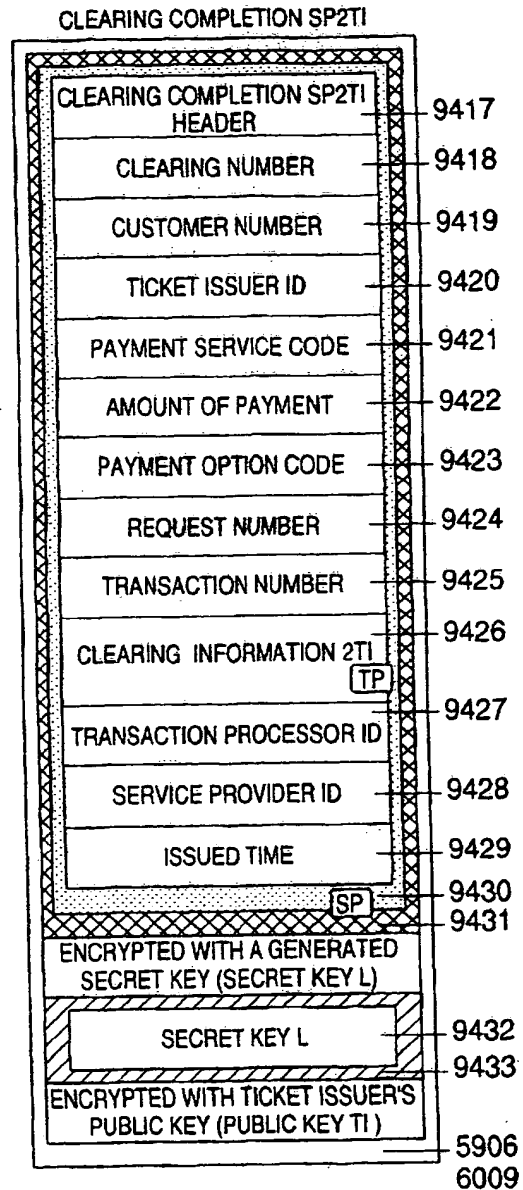 CLEARING COMPLETION SP2TI
CLEARING COMPLETION SP2TI
HEADER
9417
CLEARING NUMBER
9418
CUSTOMER NUMBER
9419
TICKET ISSUER ID
9420
PAYMENT SERVICE CODE
9421
AMOUNT OF PAYMENT
9422
PAYMENT OPTION CODE
9423
REQUEST NUMBER
9424
TRANSACTION NUMBER
9425
CLEARING INFORMATION 2TI
9426
TP
TRANSACTION PROCESSOR ID
9427
SERVICE PROVIDER ID
9428
ISSUED TIME
9429
SP
9430
9431
ENCRYPTED WITH A GENERATED
SECRET KEY (SECRET KEY L)
SECRET KEY L
9432
9433
ENCRYPTED WITH TICKET ISSUER'S
PUBLIC KEY (PUBLIC KEY TI )
5906
6009